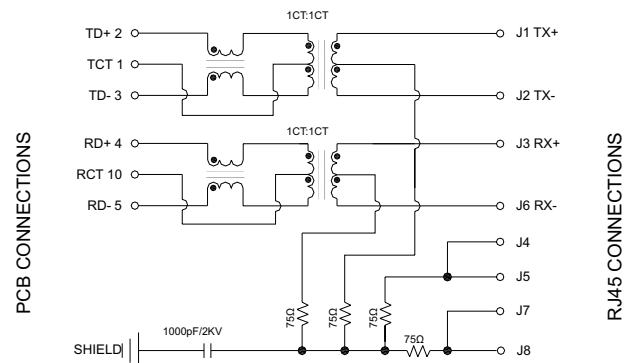 1CT:1CT
TD+ 2
J1 TX+
TCT 1
TD- 3
J2 TX-
1CT:1CT
RD+ 4
J3 RX+
RCT 10
RD- 5
J6 RX-
PCB CONNECTIONS
RJ45 CONNECTIONS
J4
J5
75Ω
75Ω
75Ω
J7
1000pF/2KV
75Ω
SHIELD
J8